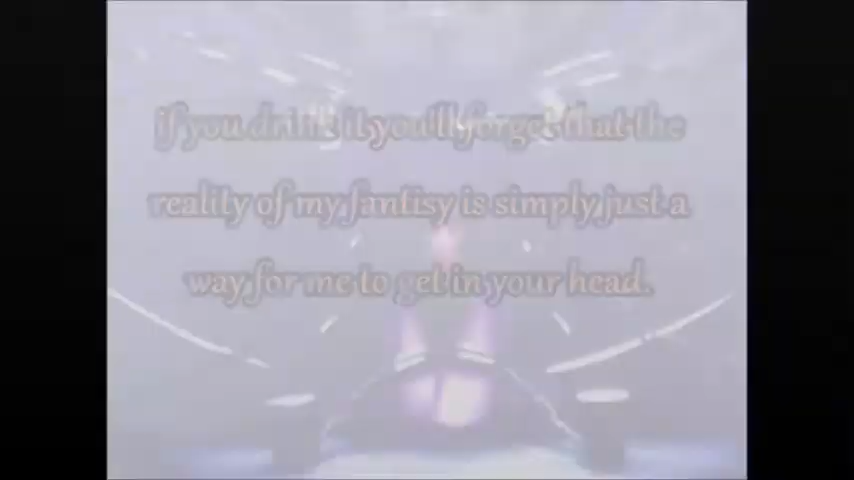 if you drink it you'll forget that the
reality of my fantisy is simply just a
way for me to get in your head.